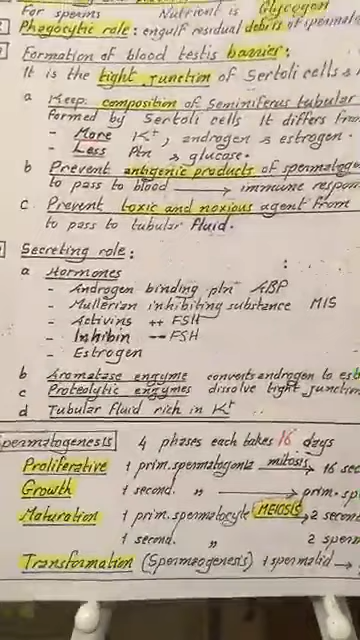 For sperms Nutrient is Glycogen
Phagocytic role: engulf residual debris of spermato
Formation of blood testis barrier:
It is the tight junction of Sertoli cells &
a Keep composition of Seminiferus tubular
formed by Sertoli cells It differs from
- More K+, androgen & estrogen.
- Less Ptn & glucose.
b Prevent antigenic products of spermatog
to pass to blood → immune respon
c. Prevent toxic and noxious agent from
to pass to tubular fluid.
Secreting role:
a Hormones
- Androgen binding ptn ABP
- Mullerian inhibiting substance MIS
- Activins ++ FSH
- Inhibin -- FSH
- Estrogen
b Aromatase enzyme converts androgen to est
c Proteolytic enzymes dissolve tight junction
d Tubular fluid rich in K+
Spermatogenesis 4 phases each takes 16 days
Proliferative 1 prim. spermatogonia mitosis → 16 sec
Growth 1 second. " → prim. sp
Maturation 1 prim. spermatocyte MEIOSIS → 2 second
1 second. " 2 sperm
Transformation (Spermeogenesis) 1 spermatid →